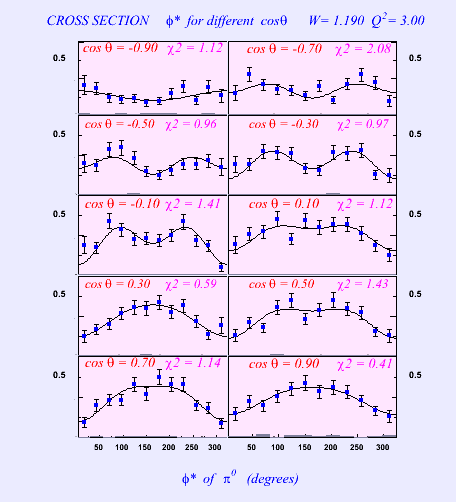 CROSS SECTION ϕ* for different cosθ W= 1.190 Q²= 3.00
cos θ = -0.90 χ2 = 1.12 cos θ = -0.70 χ2 = 2.08
0.5 0.5
cos θ = -0.50 χ2 = 0.96 cos θ = -0.30 χ2 = 0.97
0.5 0.5
cos θ = -0.10 χ2 = 1.41 cos θ = 0.10 χ2 = 1.12
0.5 0.5
cos θ = 0.30 χ2 = 0.59 cos θ = 0.50 χ2 = 1.43
0.5 0.5
cos θ = 0.70 χ2 = 1.14 cos θ = 0.90 χ2 = 0.41
0.5 0.5
50 100 150 200 250 300 50 100 150 200 250 300
ϕ* of π⁰ (degrees)